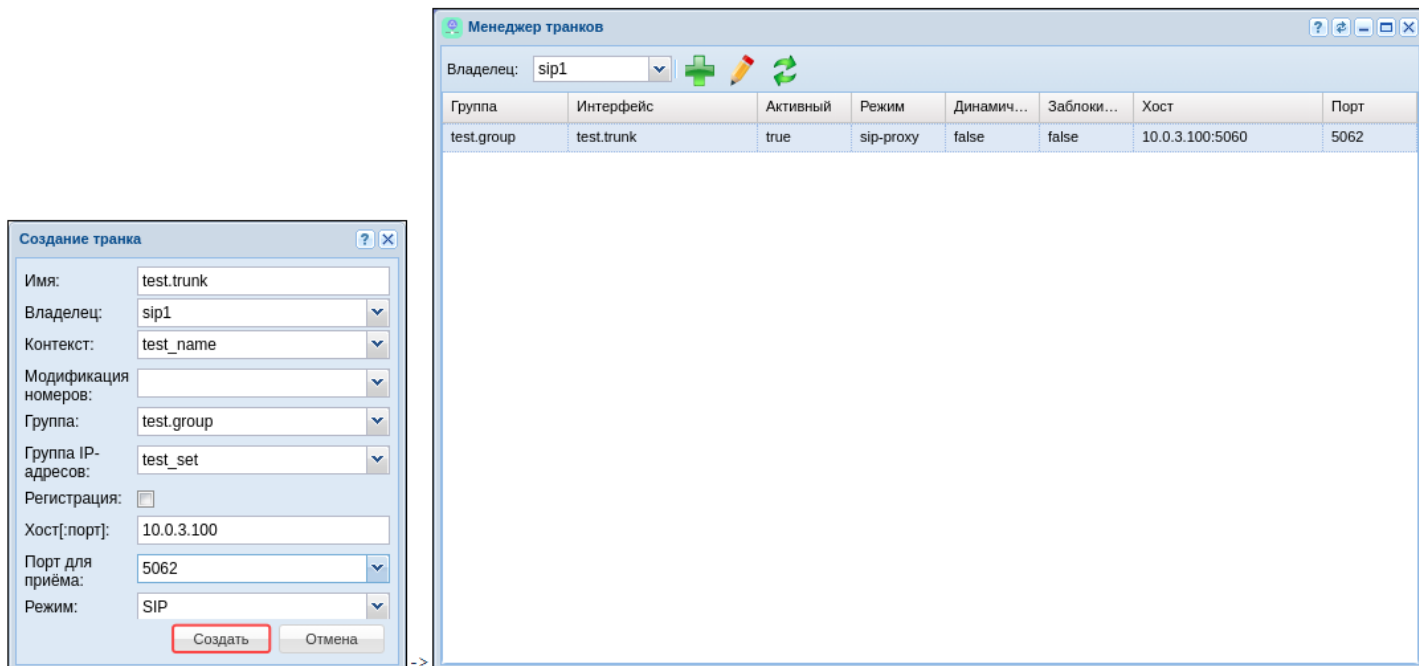 Создание транка
Имя: test.trunk
Владелец: sip1
Контекст: test_name
Модификация
номеров:
Группа: test.group
Группа IP-
адресов: test_set
Регистрация:
Хост[:порт]: 10.0.3.100
Порт для
приёма: 5062
Режим: SIP
Создать Отмена
->
Менеджер транков
Владелец: sip1
Группа Интерфейс Активный Режим Динамич... Заблоки... Хост Порт
test.group test.trunk true sip-proxy false false 10.0.3.100:5060 5062